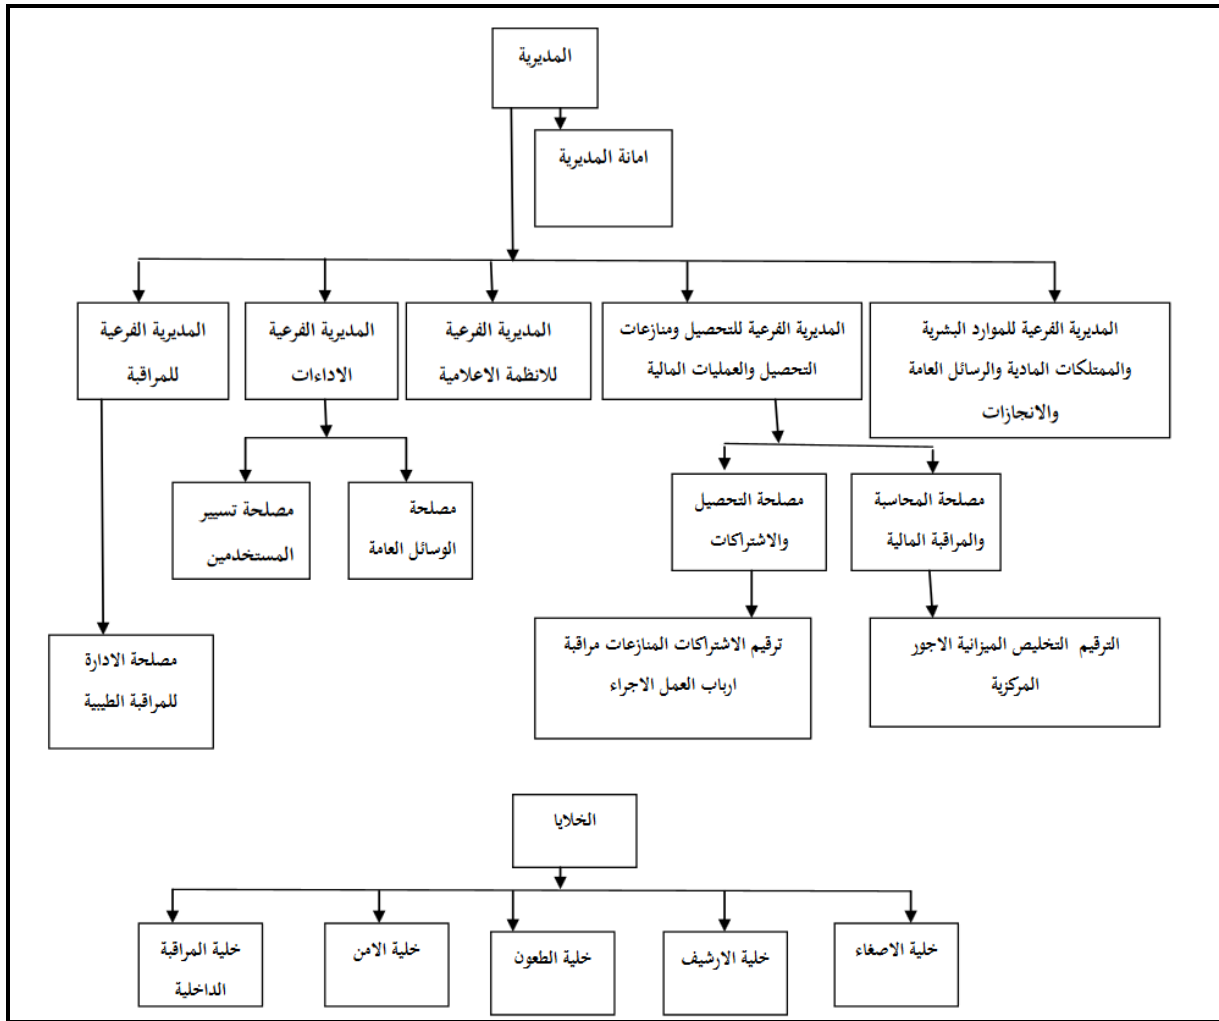 المديرية
امانة المديرية
المديرية الفرعية للموارد البشرية
والممتلكات المادية والرسائل العامة
والانجازات
المديرية الفرعية للتحصيل ومنازعات
التحصيل والعمليات المالية
المديرية الفرعية
للانظمة الاعلامية
المديرية الفرعية
الاداءات
المديرية الفرعية
للمراقبة
مصلحة المحاسبة
والمراقبة المالية
مصلحة التحصيل
والاشتراكات
مصلحة
الوسائل العامة
مصلحة تسيير
المستخدمين
الترقيم التخليص الميزانية الاجور
المركزية
ترقيم الاشتراكات المنازعات مراقبة
ارباب العمل الاجراء
مصلحة الادارة
للمراقبة الطيبية
الخلايا
خلية الاصغاء
خلية الارشيف
خلية الطعون
خلية الامن
خلية المراقبة
الداخلية